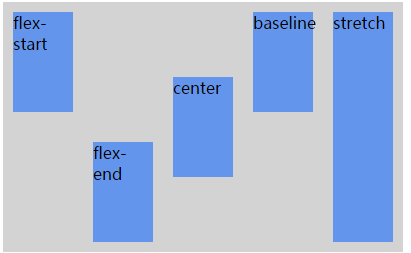 flex-
start
flex-
end
center
baseline
stretch